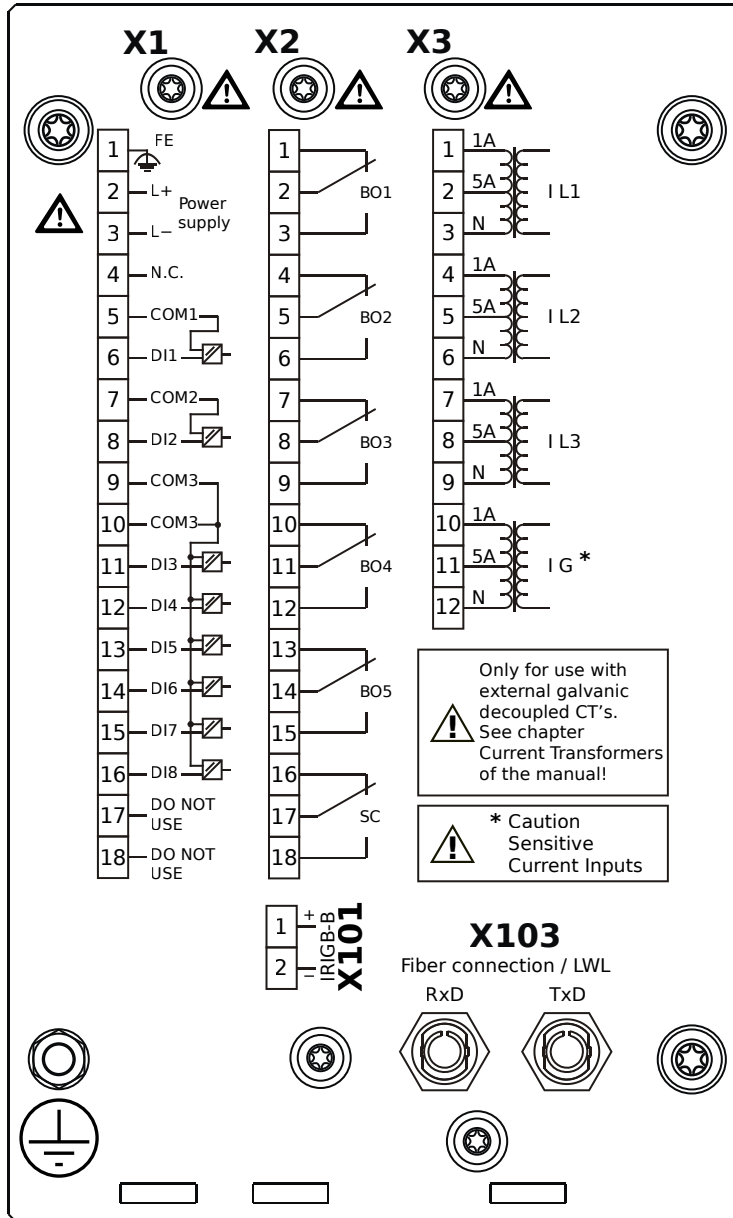 X1 X2 X3
1 FE
2 L+ Power
supply
3 L−
4 N.C.
5 COM1
6 DI1
7 COM2
8 DI2
9 COM3
10 COM3
11 DI3
12 DI4
13 DI5
14 DI6
15 DI7
16 DI8
17 DO NOT
USE
18 DO NOT
USE
1
2 BO1
3
4
5 BO2
6
7
8 BO3
9
10
11 BO4
12
13
14 BO5
15
16
17 SC
18
1 1A
2 5A I L1
3 N
4 1A
5 5A I L2
6 N
7 1A
8 5A I L3
9 N
10 1A
11 5A I G *
12 N
Only for use with
external galvanic
decoupled CT's.
See chapter
Current Transformers
of the manual!
* Caution
Sensitive
Current Inputs
1 +
2 −
IRIGB-B
X101
X103
Fiber connection / LWL
RxD TxD